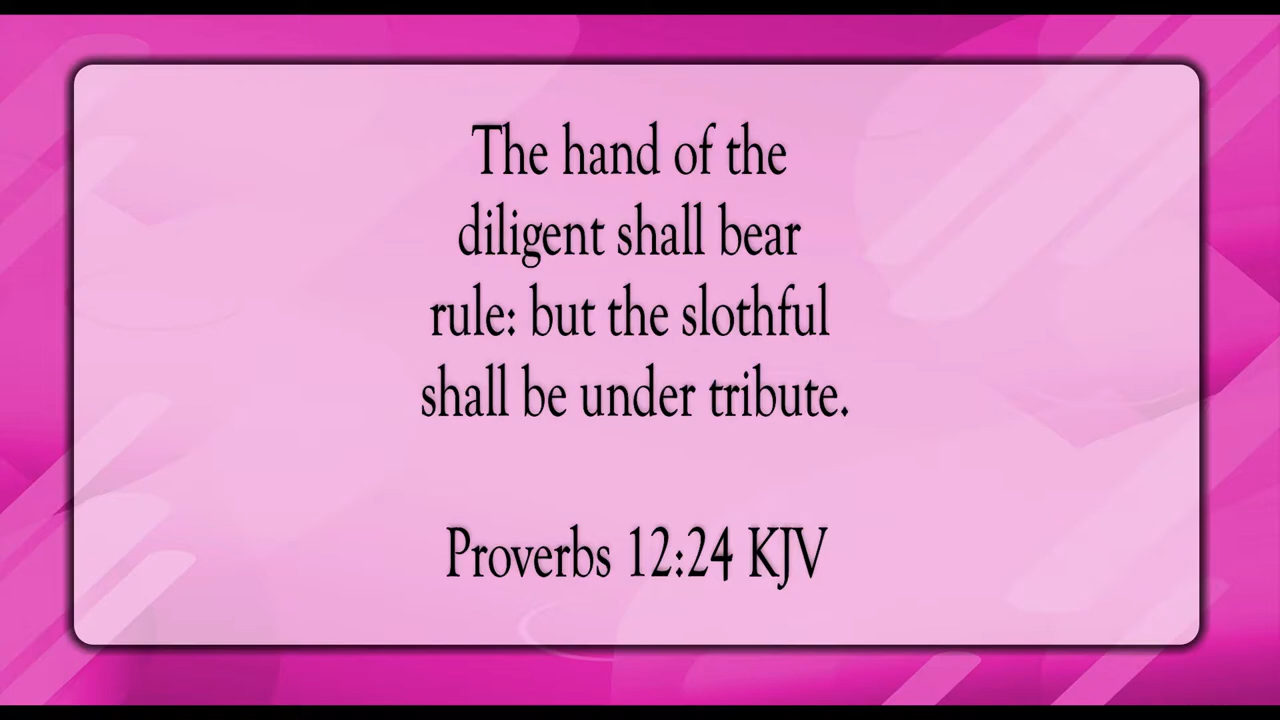 The hand of the
diligent shall bear
rule: but the slothful
shall be under tribute.
Proverbs 12:24 KJV